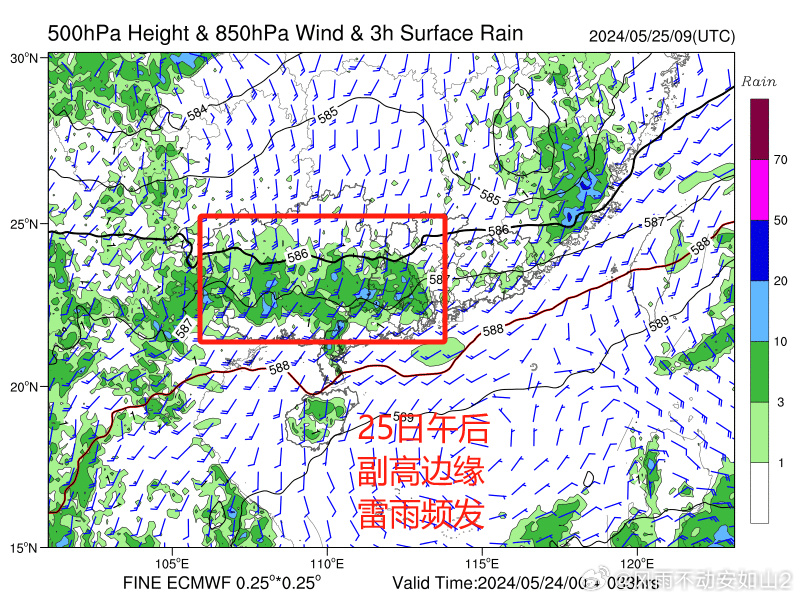 500hPa Height & 850hPa Wind & 3h Surface Rain
2024/05/25/09(UTC)
30°N
Rain
584
585
70
585
50
25°N
586
586
587
588
587
587
20
588
589
10
588
20°N
3
589
25日午后
副高边缘
雷雨频发
1
15°N
105°E
110°E
115°E
120°E
FINE ECMWF 0.25°*0.25°
Valid Time:2024/05/24/00 + 033hrs
@风雨不动安如山2